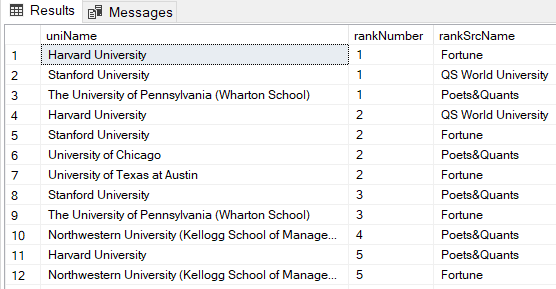 Results Messages
uniName rankNumber rankSrcName
1 Harvard University 1 Fortune
2 Stanford University 1 QS World University
3 The University of Pennsylvania (Wharton School) 1 Poets&Quants
4 Harvard University 2 QS World University
5 Stanford University 2 Fortune
6 University of Chicago 2 Poets&Quants
7 University of Texas at Austin 2 Fortune
8 Stanford University 3 Poets&Quants
9 The University of Pennsylvania (Wharton School) 3 Fortune
10 Northwestern University (Kellogg School of Manage... 4 Poets&Quants
11 Harvard University 5 Poets&Quants
12 Northwestern University (Kellogg School of Manage... 5 Fortune